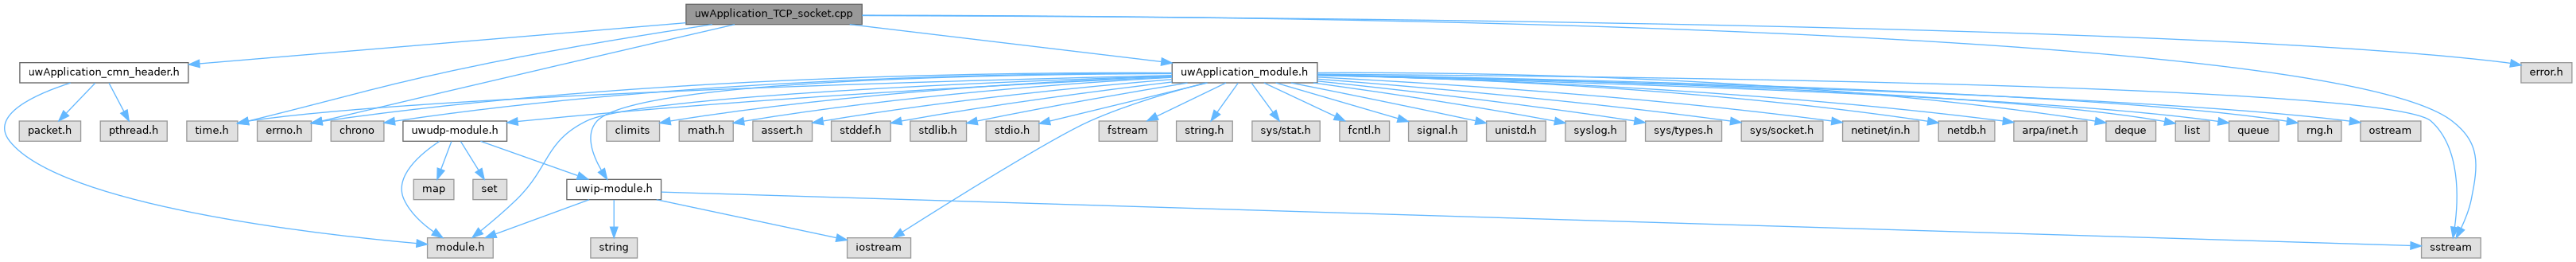 uwApplication_TCP_socket.cpp
uwApplication_cmn_header.h
uwApplication_module.h
error.h
packet.h
pthread.h
time.h
errno.h
chrono
uwudp-module.h
climits
math.h
assert.h
stddef.h
stdlib.h
stdio.h
fstream
string.h
sys/stat.h
fcntl.h
signal.h
unistd.h
syslog.h
sys/types.h
sys/socket.h
netinet/in.h
netdb.h
arpa/inet.h
deque
list
queue
rng.h
ostream
map
set
uwip-module.h
module.h
string
iostream
sstream